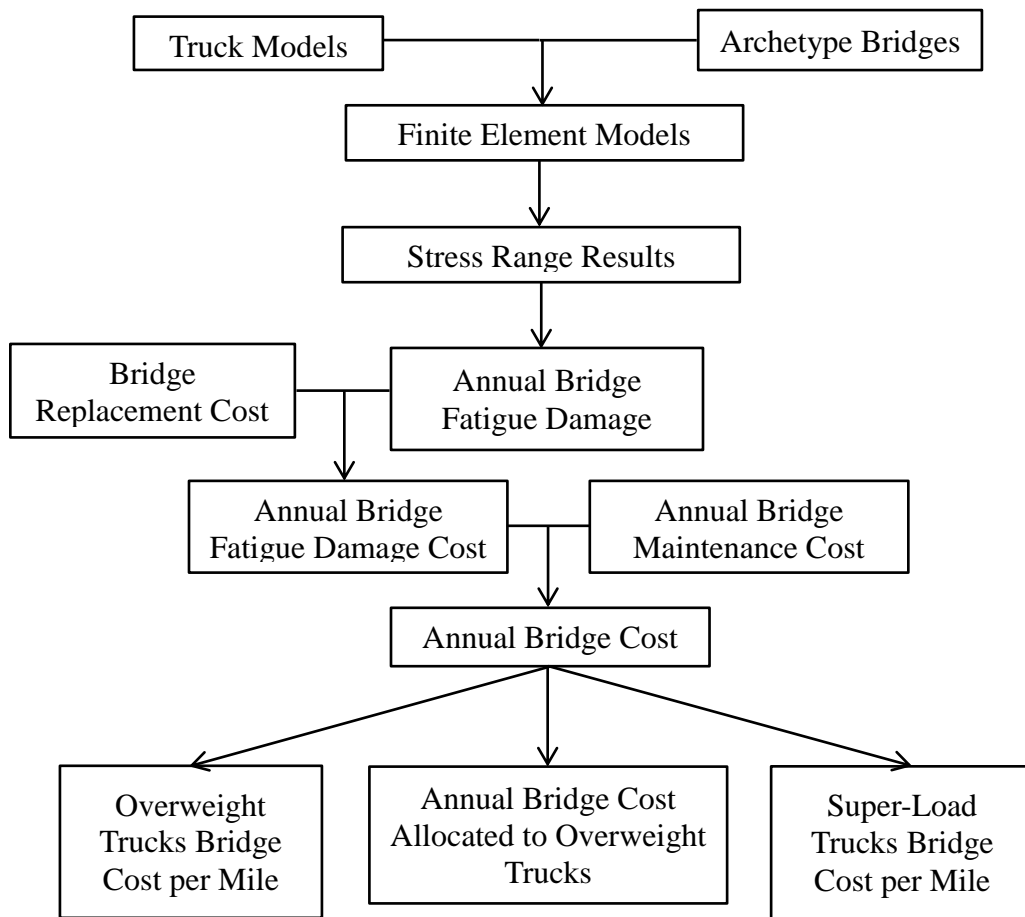 Truck Models
Archetype Bridges
Finite Element Models
Stress Range Results
Bridge
Replacement Cost
Annual Bridge
Fatigue Damage
Annual Bridge
Fatigue Damage Cost
Annual Bridge
Maintenance Cost
Annual Bridge Cost
Overweight
Trucks Bridge
Cost per Mile
Annual Bridge Cost
Allocated to Overweight
Trucks
Super-Load
Trucks Bridge
Cost per Mile